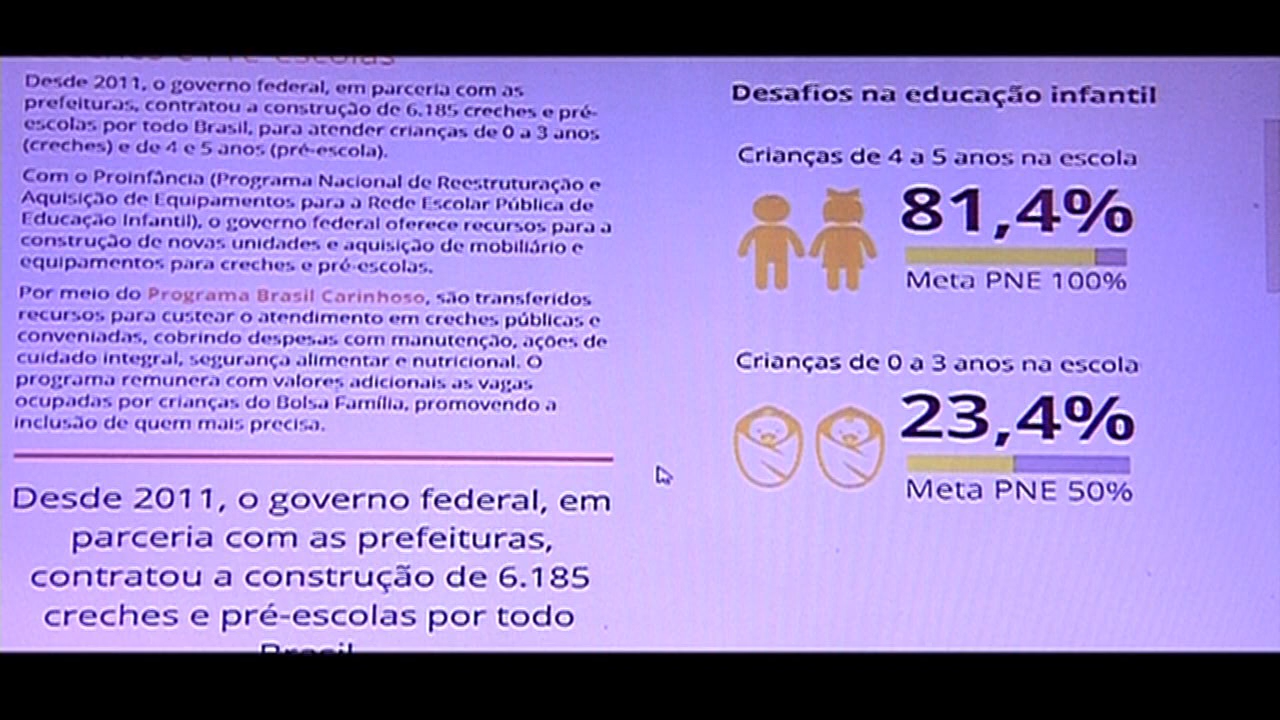 Desde 2011, o governo federal, em parceria com as
prefeituras, contratou a construção de 6.185 creches e pré-
escolas por todo Brasil, para atender crianças de 0 a 3 anos
(creches) e de 4 e 5 anos (pré-escola).
Com o Proinfância (Programa Nacional de Reestruturação e
Aquisição de Equipamentos para a Rede Escolar Pública de
Educação Infantil), o governo federal oferece recursos para a
construção de novas unidades e aquisição de mobiliário e
equipamentos para creches e pré-escolas.
Por meio do Programa Brasil Carinhoso, são transferidos
recursos para custear o atendimento em creches públicas e
conveniadas, cobrindo despesas com manutenção, ações de
cuidado integral, segurança alimentar e nutricional. O
programa remunera com valores adicionais as vagas
ocupadas por crianças do Bolsa Família, promovendo a
inclusão de quem mais precisa.
Desde 2011, o governo federal, em
parceria com as prefeituras,
contratou a construção de 6.185
creches e pré-escolas por todo
Brasil
Desafios na educação infantil
Crianças de 4 a 5 anos na escola
81,4%
Meta PNE 100%
Crianças de 0 a 3 anos na escola
23,4%
Meta PNE 50%